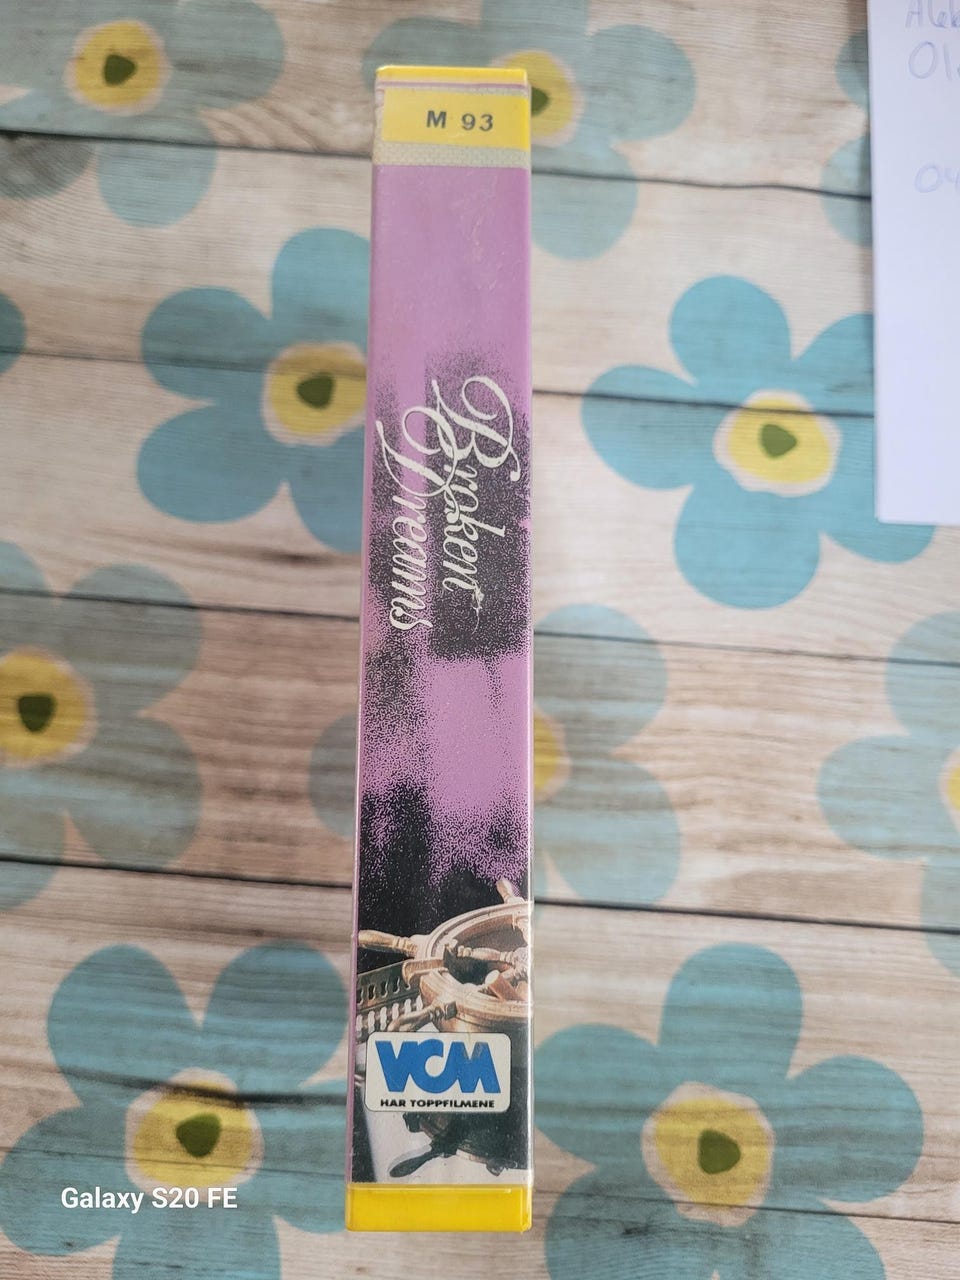 M 93
Broken
Dreams
VCM
HAR TOPPFILMENE
Galaxy S20 FE